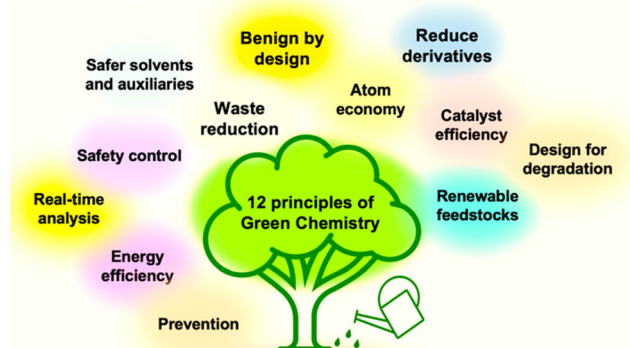 Benign by
design
Reduce
derivatives
Safer solvents
and auxiliaries
Atom
economy
Waste
reduction
Catalyst
efficiency
Safety control
Design for
degradation
12 principles of
Green Chemistry
Renewable
feedstocks
Real-time
analysis
Energy
efficiency
Prevention